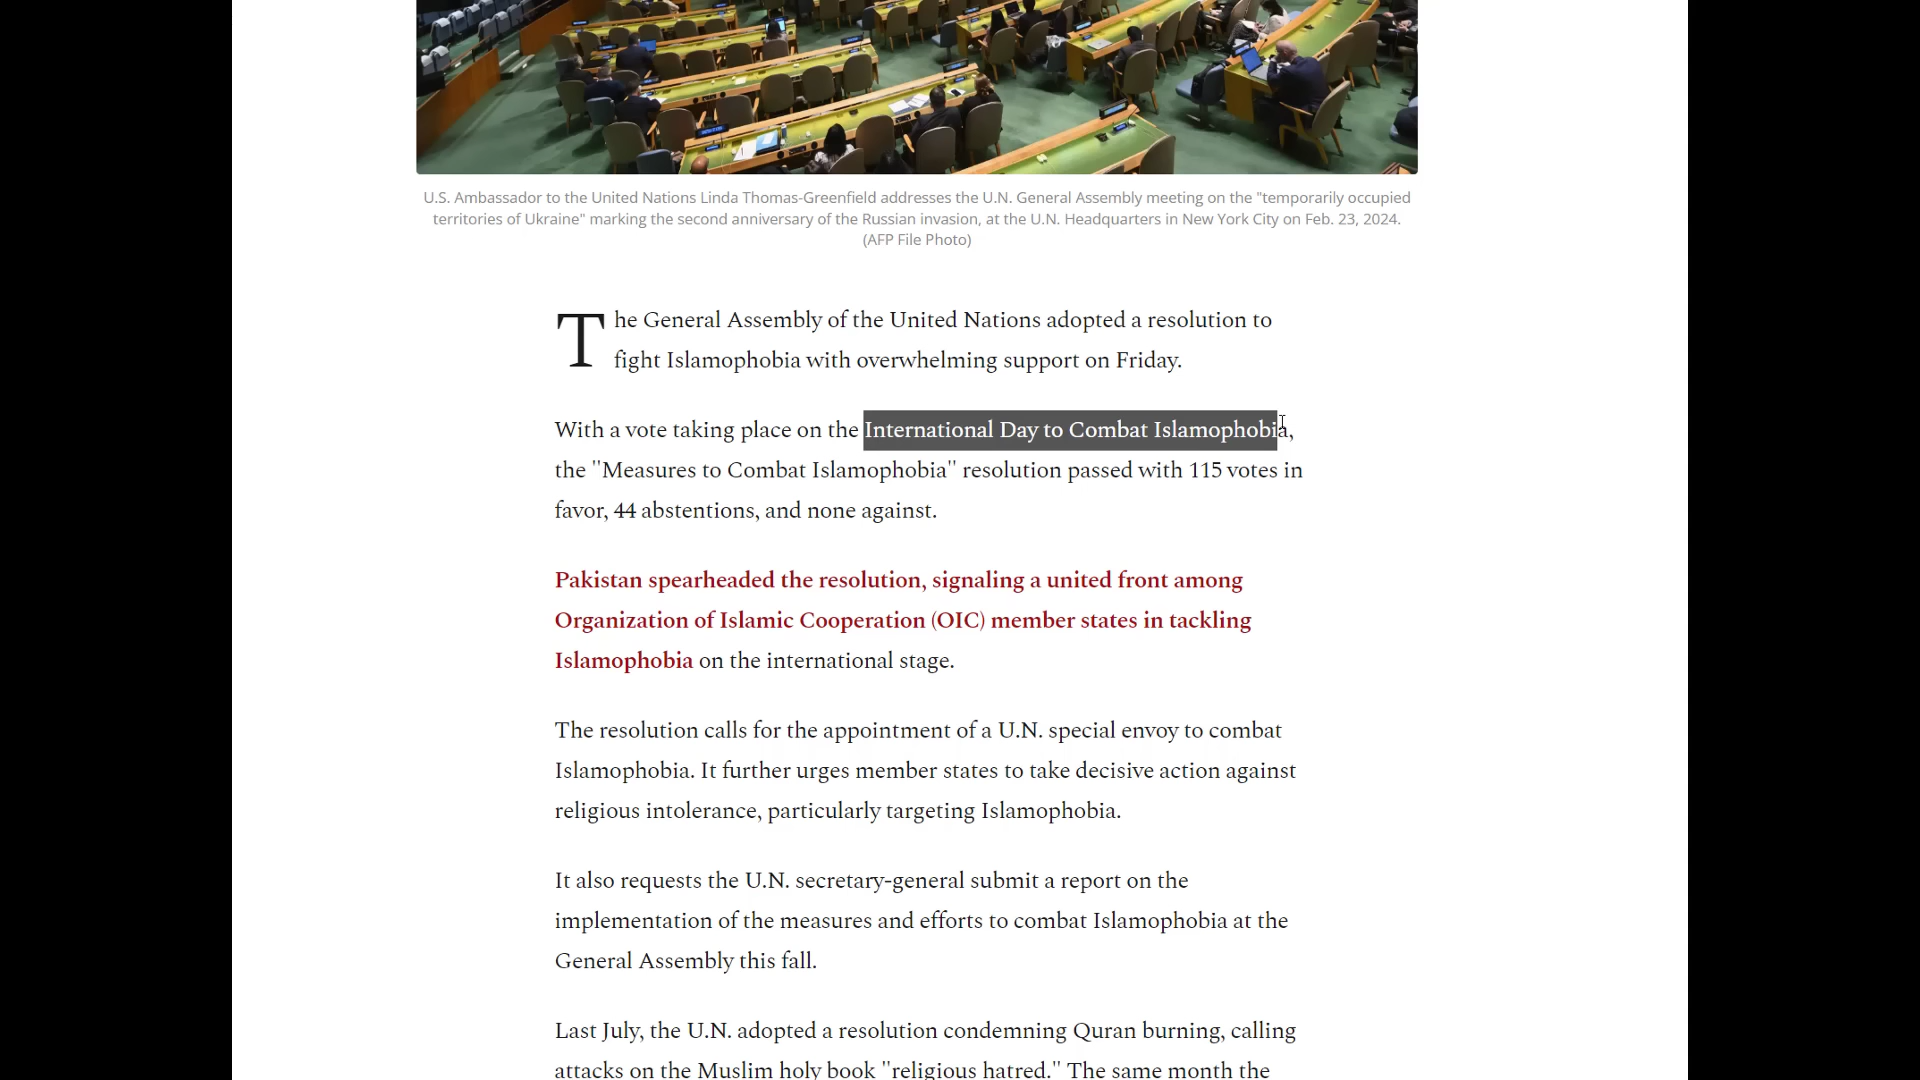 U.S. Ambassador to the United Nations Linda Thomas-Greenfield addresses the U.N. General Assembly meeting on the "temporarily occupied
territories of Ukraine" marking the second anniversary of the Russian invasion, at the U.N. Headquarters in New York City on Feb. 23, 2024.
(AFP File Photo)
The General Assembly of the United Nations adopted a resolution to
fight Islamophobia with overwhelming support on Friday.
With a vote taking place on the International Day to Combat Islamophobia,
the "Measures to Combat Islamophobia" resolution passed with 115 votes in
favor, 44 abstentions, and none against.
Pakistan spearheaded the resolution, signaling a united front among
Organization of Islamic Cooperation (OIC) member states in tackling
Islamophobia on the international stage.
The resolution calls for the appointment of a U.N. special envoy to combat
Islamophobia. It further urges member states to take decisive action against
religious intolerance, particularly targeting Islamophobia.
It also requests the U.N. secretary-general submit a report on the
implementation of the measures and efforts to combat Islamophobia at the
General Assembly this fall.
Last July, the U.N. adopted a resolution condemning Quran burning, calling
attacks on the Muslim holy book "religious hatred." The same month the